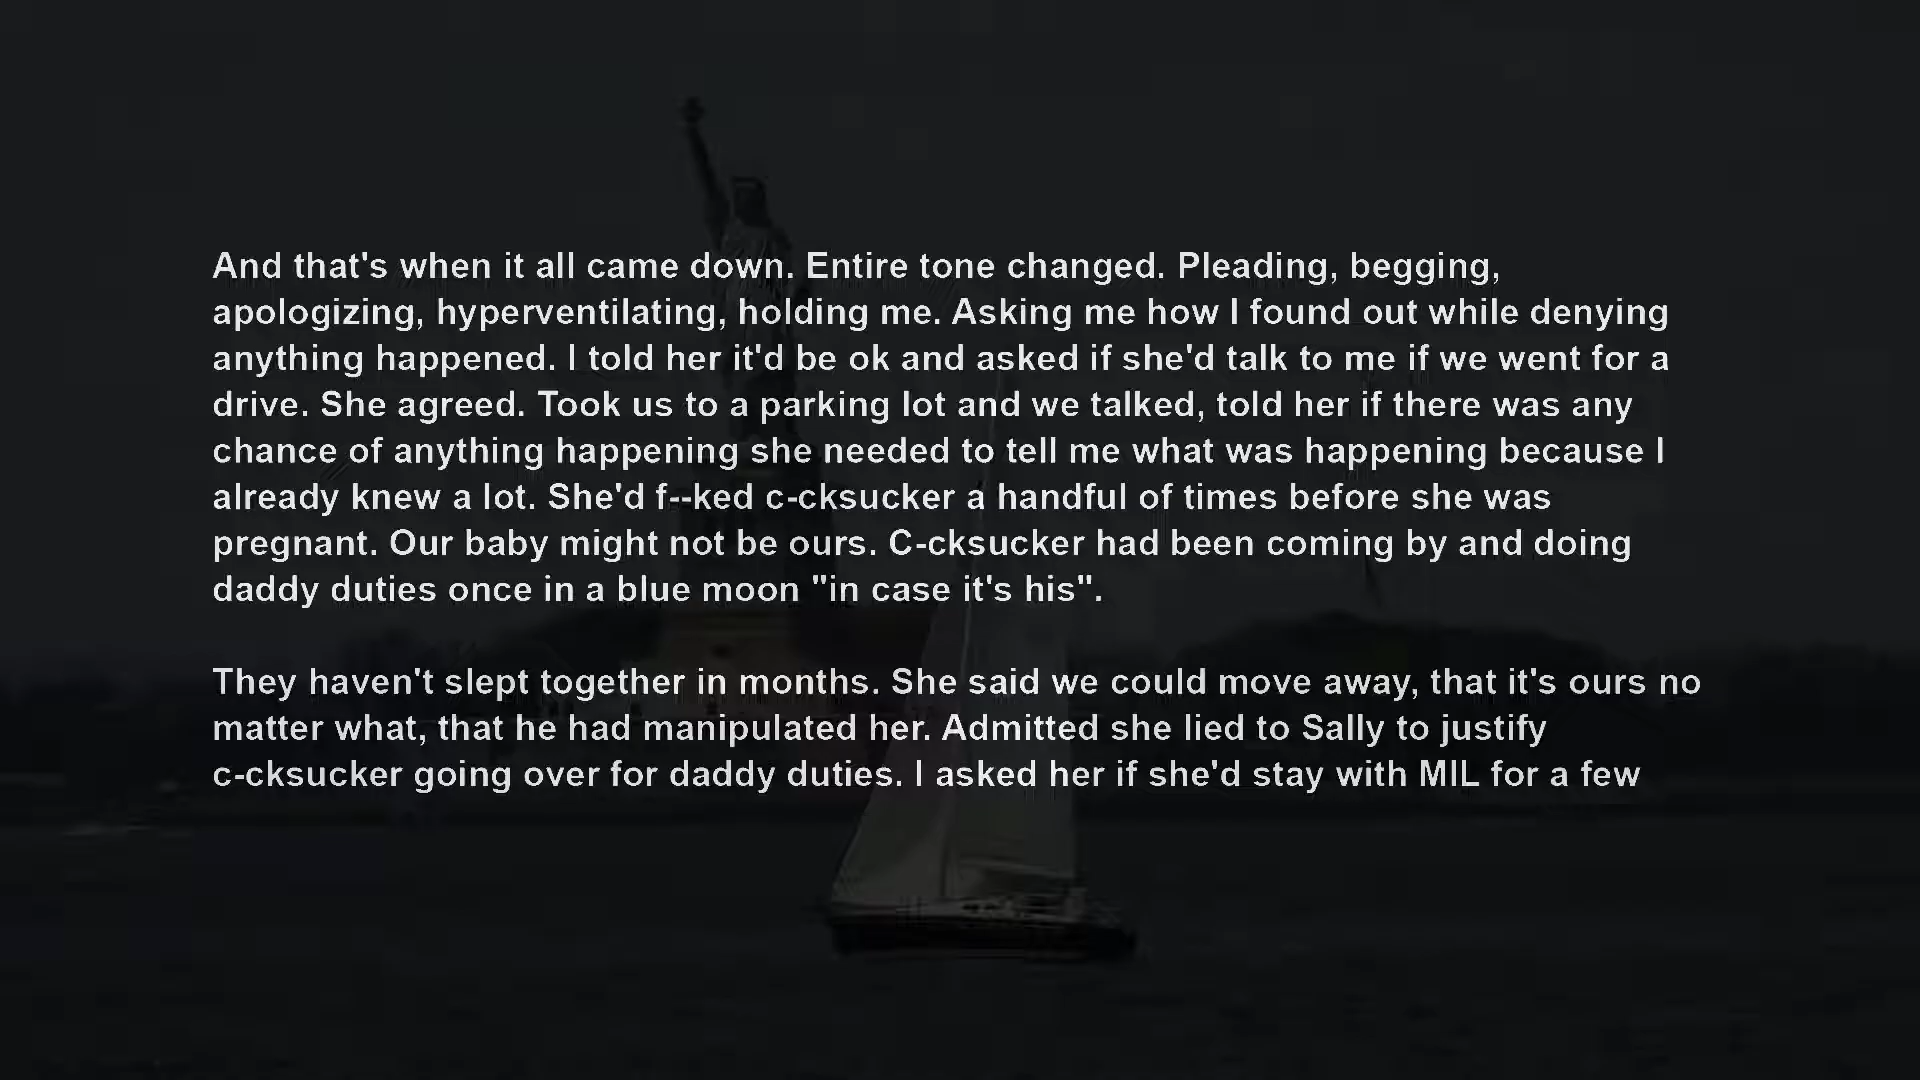 And that's when it all came down. Entire tone changed. Pleading, begging,
apologizing, hyperventilating, holding me. Asking me how I found out while denying
anything happened. I told her it'd be ok and asked if she'd talk to me if we went for a
drive. She agreed. Took us to a parking lot and we talked, told her if there was any
chance of anything happening she needed to tell me what was happening because I
already knew a lot. She'd f--ked c-cksucker a handful of times before she was
pregnant. Our baby might not be ours. C-cksucker had been coming by and doing
daddy duties once in a blue moon "in case it's his".
They haven't slept together in months. She said we could move away, that it's ours no
matter what, that he had manipulated her. Admitted she lied to Sally to justify
c-cksucker going over for daddy duties. I asked her if she'd stay with MIL for a few